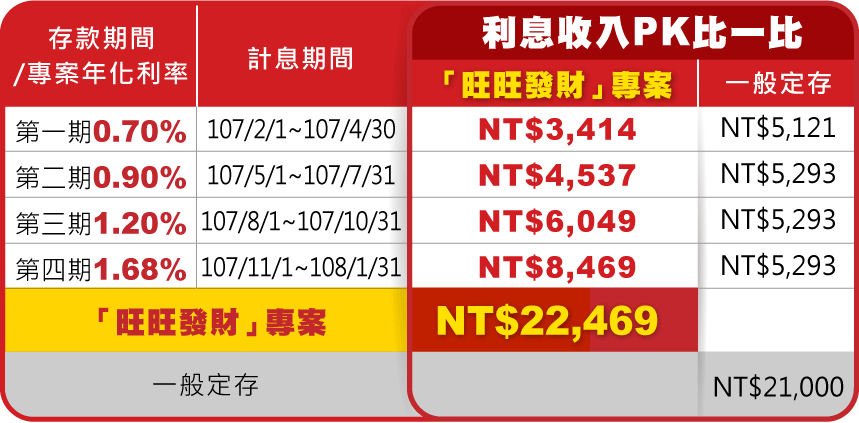 存款期間
/專案年化利率
計息期間
利息收入PK比一比
「旺旺發財」專案
一般定存
第一期0.70% 107/2/1~107/4/30 NT$3,414 NT$5,121
第二期0.90% 107/5/1~107/7/31 NT$4,537 NT$5,293
第三期1.20% 107/8/1~107/10/31 NT$6,049 NT$5,293
第四期1.68% 107/11/1~108/1/31 NT$8,469 NT$5,293
「旺旺發財」專案 NT$22,469
一般定存 NT$21,000